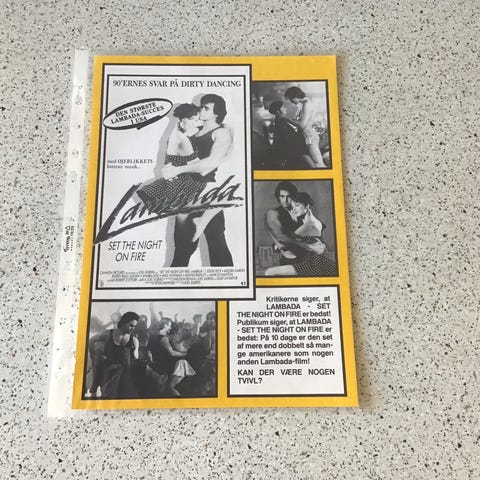 90'ERNES SVAR PÅ DIRTY DANCING
DEN STØRSTE
LAMBADA-SUCCES
I USA
med ØJEBLIKKETS
hotteste musik...
Lambada
SET THE NIGHT
ON FIRE
CANNON PICTURES
Kritikerne siger, at
LAMBADA - SET
THE NIGHT ON FIRE er bedst!
Publikum siger, at LAMBADA
- SET THE NIGHT ON FIRE er
bedst: På 10 dage er den set
af mere end dobbelt så man-
ge amerikanere som nogen
anden Lambada-film!
KAN DER VÆRE NOGEN
TVIVL?